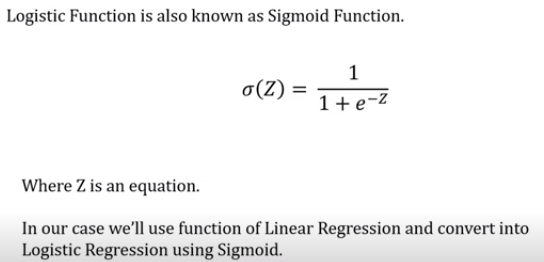 Logistic Function is also known as Sigmoid Function.
σ(Z) = 1 / (1 + e^−Z)
Where Z is an equation.
In our case we'll use function of Linear Regression and convert into
Logistic Regression using Sigmoid.